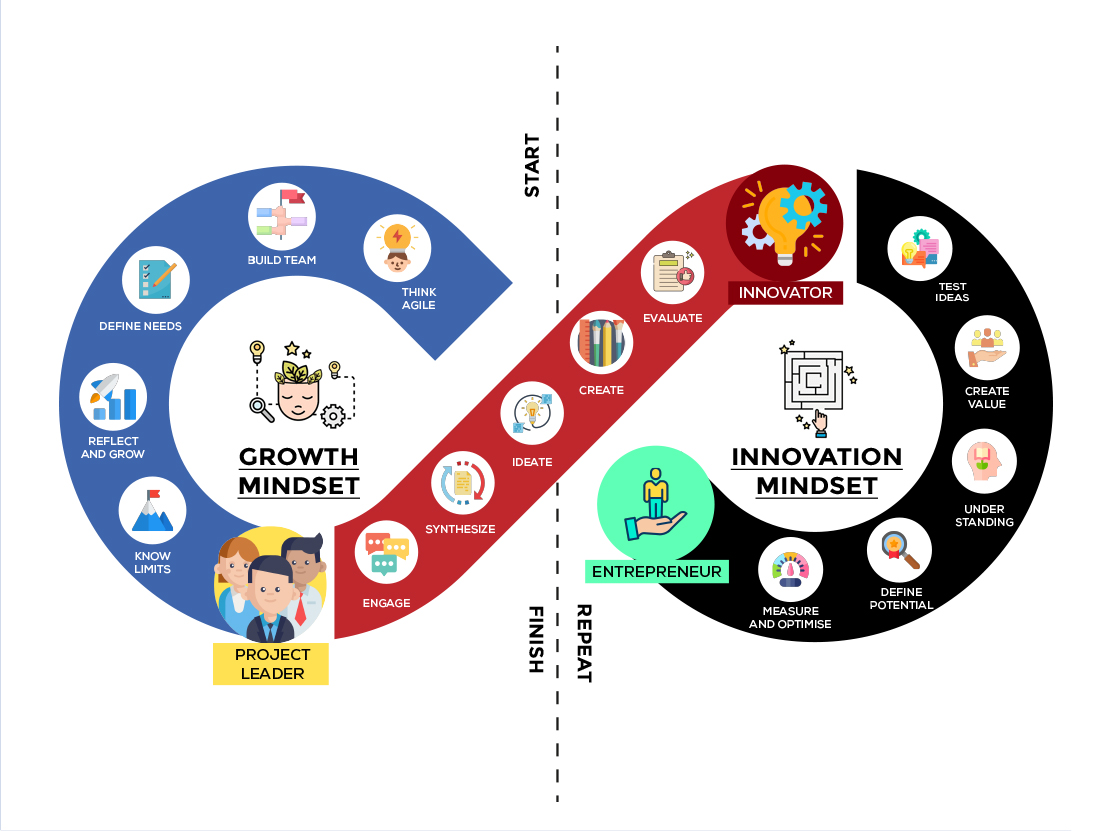 START
THINK
AGILE
BUILD TEAM
DEFINE NEEDS
REFLECT
AND GROW
KNOW
LIMITS
PROJECT
LEADER
GROWTH
MINDSET
ENGAGE
SYNTHESIZE
IDEATE
CREATE
EVALUATE
INNOVATOR
TEST
IDEAS
CREATE
VALUE
UNDER
STANDING
DEFINE
POTENTIAL
MEASURE
AND OPTIMISE
ENTREPRENEUR
INNOVATION
MINDSET
FINISH
REPEAT